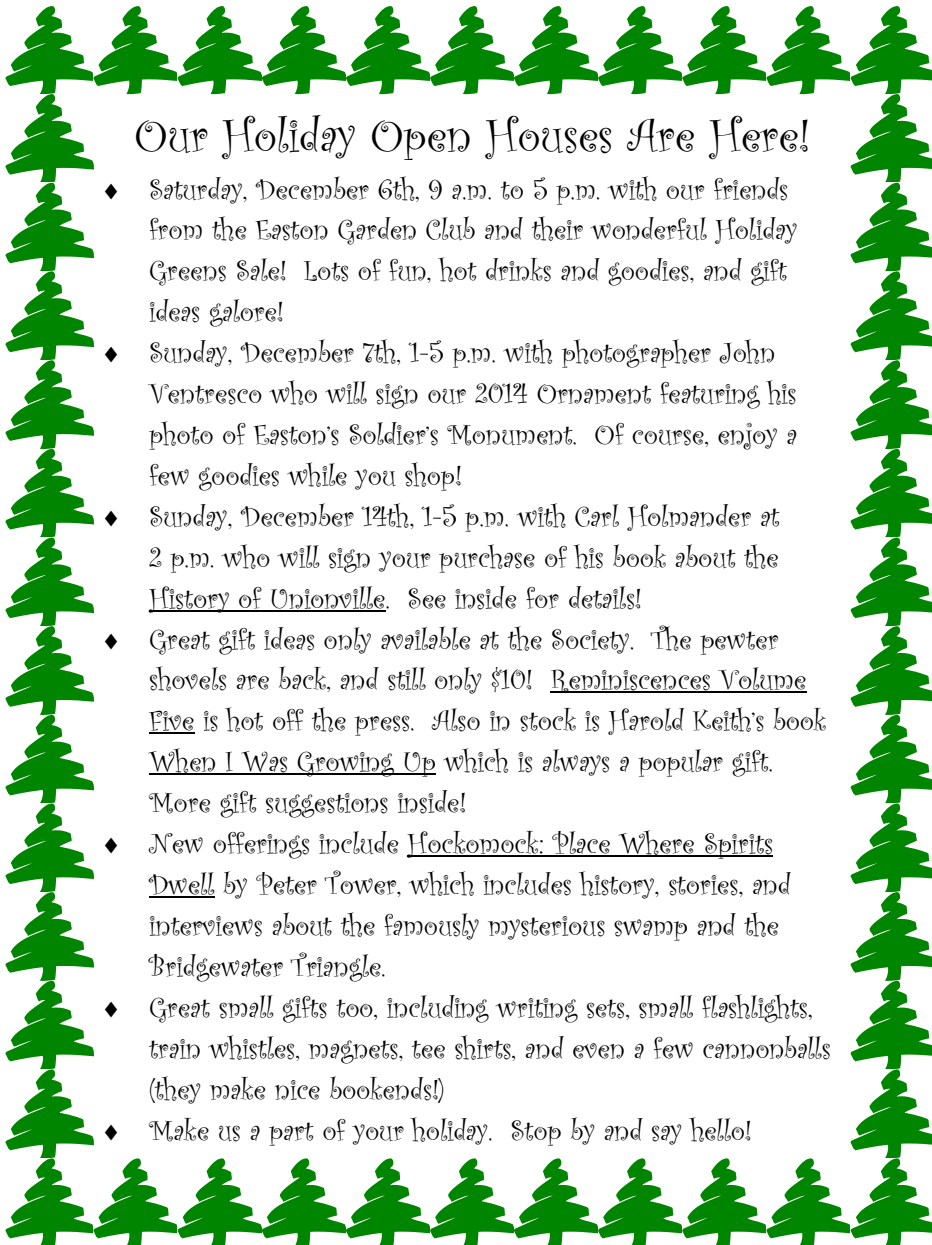 Our Holiday Open Houses Are Here!
♦ Saturday, December 6th, 9 a.m. to 5 p.m. with our friends
from the Easton Garden Club and their wonderful Holiday
Greens Sale!  Lots of fun, hot drinks and goodies, and gift
ideas galore!
♦ Sunday, December 7th, 1-5 p.m. with photographer John
Ventresco who will sign our 2014 Ornament featuring his
photo of Easton's Soldier's Monument.  Of course, enjoy a
few goodies while you shop!
♦ Sunday, December 14th, 1-5 p.m. with Carl Holmander at
2 p.m. who will sign your purchase of his book about the
History of Unionville.  See inside for details!
♦ Great gift ideas only available at the Society.  The pewter
shovels are back, and still only $10!  Reminiscences Volume
Five is hot off the press.  Also in stock is Harold Keith's book
When I Was Growing Up which is always a popular gift.
More gift suggestions inside!
♦ New offerings include Hockomock: Place Where Spirits
Dwell by Peter Tower, which includes history, stories, and
interviews about the famously mysterious swamp and the
Bridgewater Triangle.
♦ Great small gifts too, including writing sets, small flashlights,
train whistles, magnets, tee shirts, and even a few cannonballs
(they make nice bookends!)
♦ Make us a part of your holiday.  Stop by and say hello!